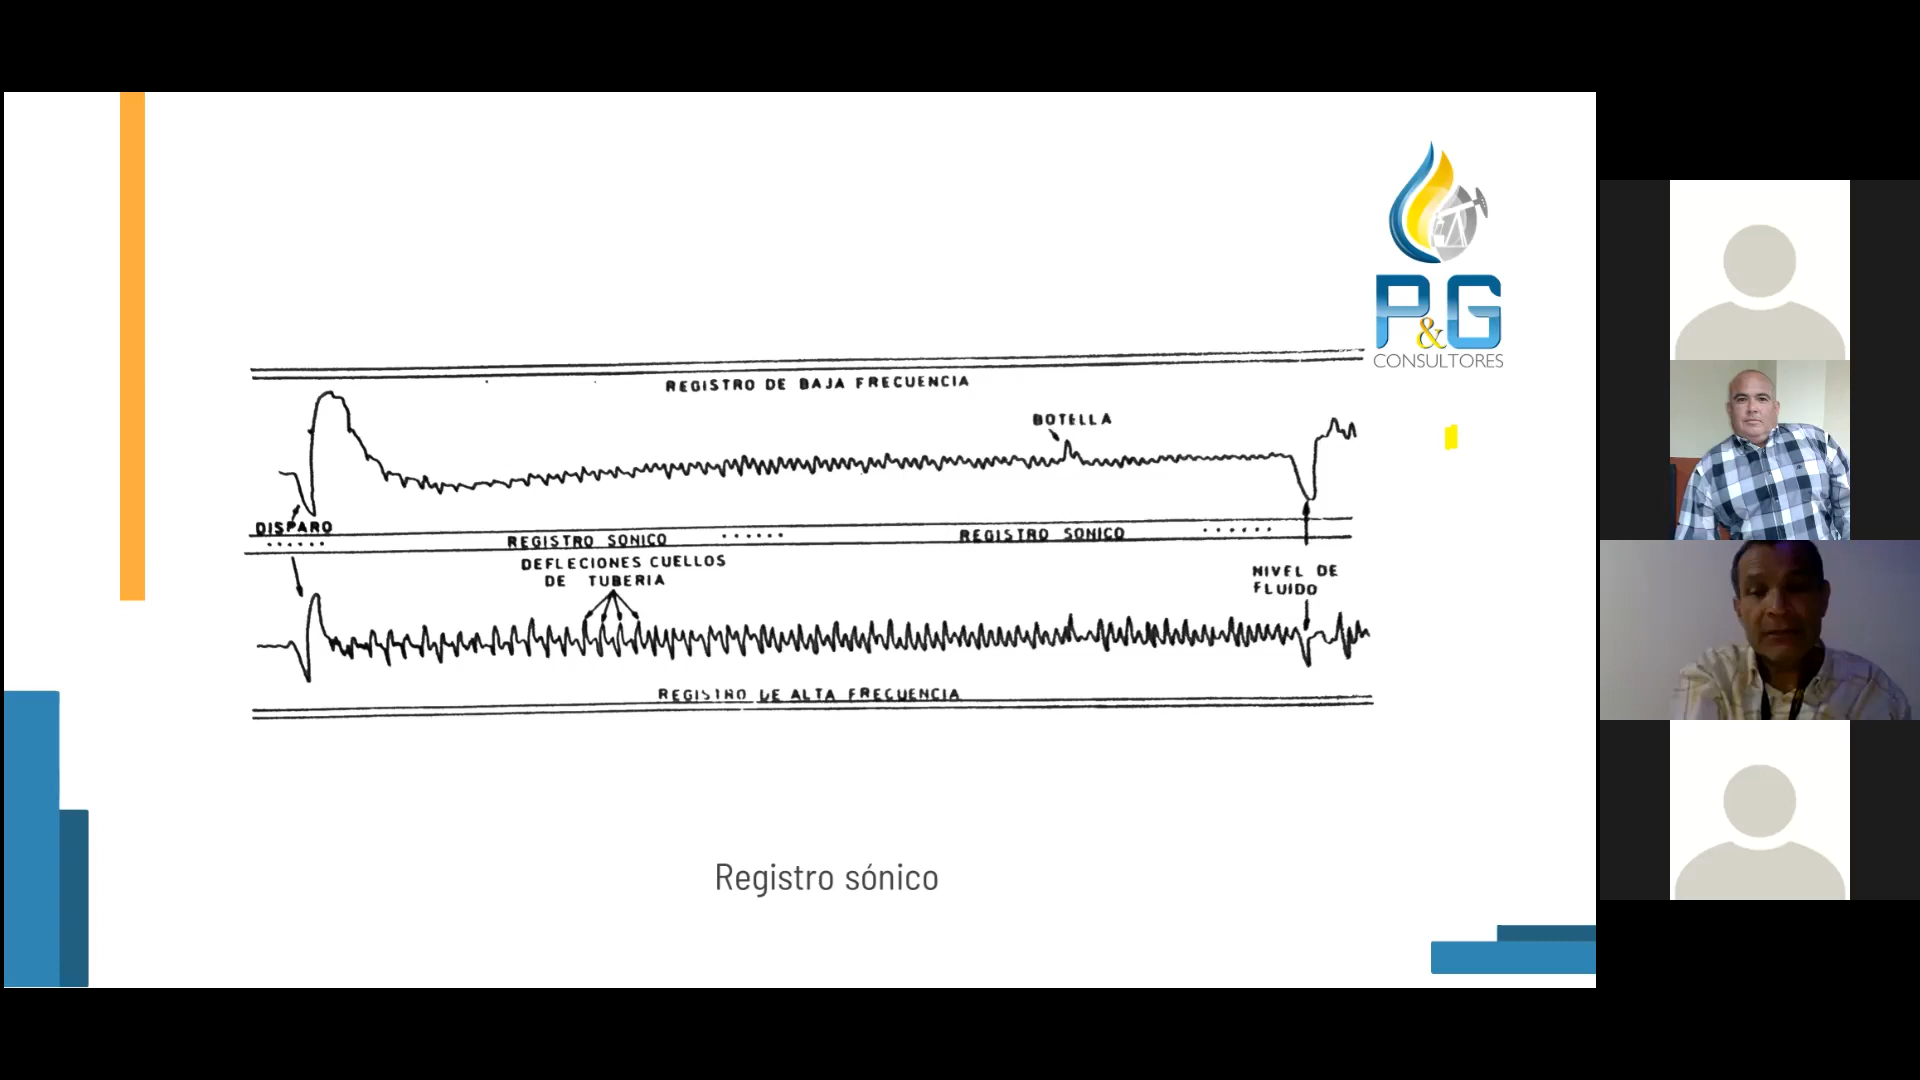 P&G
CONSULTORES
REGISTRO DE BAJA FRECUENCIA
BOTELLA
DISPARO
REGISTRO SONICO
REGISTRO SONICO
DEFLECIONES CUELLOS
DE TUBERIA
NIVEL DE
FLUIDO
REGISTRO DE ALTA FRECUENCIA
Registro sónico